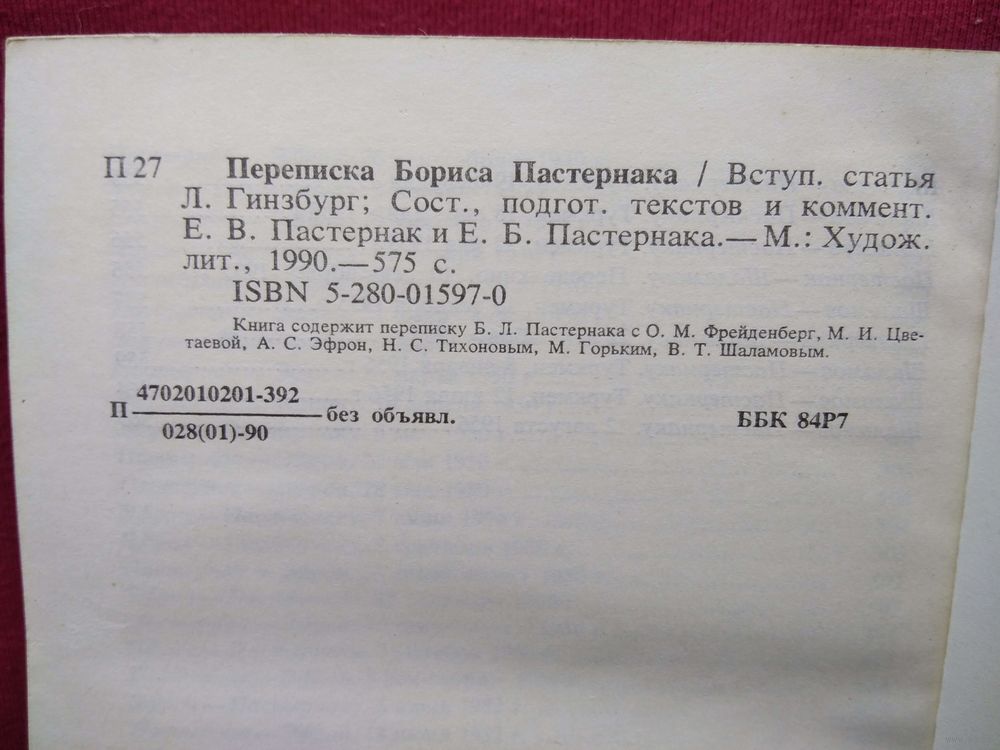 П 27 Переписка Бориса Пастернака / Вступ. статья
Л. Гинзбург; Сост., подгот. текстов и коммент.
Е. В. Пастернак и Е. Б. Пастернака.— М.: Худож.
лит., 1990.—575 с.
ISBN 5-280-01597-0
Книга содержит переписку Б. Л. Пастернака с О. М. Фрейденберг, М. И. Цве-
таевой, А. С. Эфрон, Н. С. Тихоновым, М. Горьким, В. Т. Шаламовым.
4702010201-392
П ——— без объявл. ББК 84Р7
028(01)-90